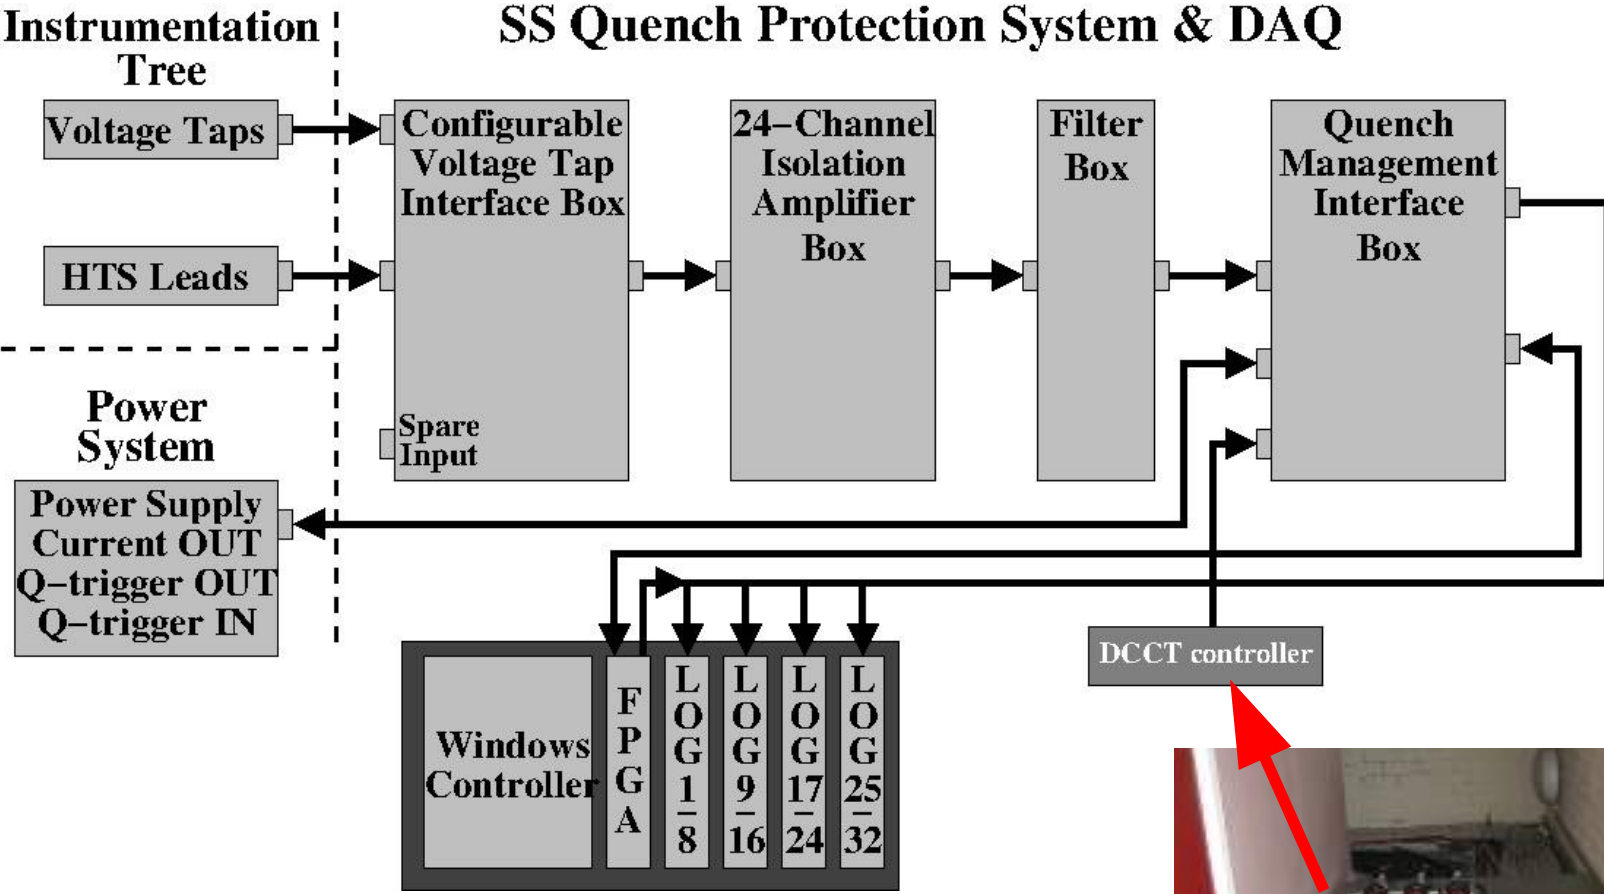 Instrumentation
Tree
SS Quench Protection System & DAQ
Voltage Taps
HTS Leads
Configurable
Voltage Tap
Interface Box
Spare
Input
24-Channel
Isolation
Amplifier
Box
Filter
Box
Quench
Management
Interface
Box
Power
System
Power Supply
Current OUT
Q-trigger OUT
Q-trigger IN
DCCT controller
Windows
Controller
F
P
G
A
L
O
G
1
–
8
L
O
G
9
–
16
L
O
G
17
–
24
L
O
G
25
–
32